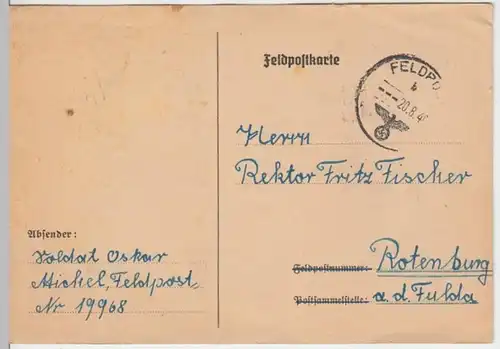 Feldpostkarte
FELDPO
b
20.8.4
Herrn
Rektor Fritz Fischer
Absender:
Soldat Oskar
Michel, Feldpost-
Nr 19968
Feldpostnummer: Rotenburg
Postsammelstelle: a. d. Fulda